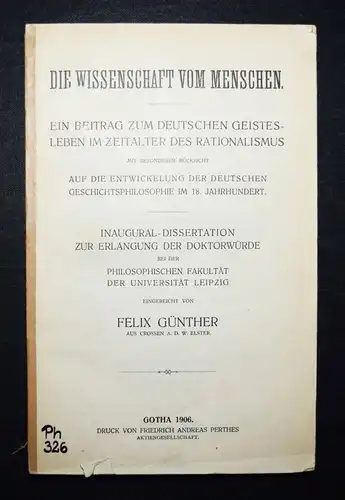 DIE WISSENSCHAFT VOM MENSCHEN.
EIN BEITRAG ZUM DEUTSCHEN GEISTES-
LEBEN IM ZEITALTER DES RATIONALISMUS
MIT BESONDERER RÜCKSICHT
AUF DIE ENTWICKELUNG DER DEUTSCHEN
GESCHICHTSPHILOSOPHIE IM 18. JAHRHUNDERT.
INAUGURAL-DISSERTATION
ZUR ERLANGUNG DER DOKTORWÜRDE
BEI DER
PHILOSOPHISCHEN FAKULTÄT
DER UNIVERSITÄT LEIPZIG
EINGEREICHT VON
FELIX GÜNTHER
AUS CROSSEN A. D. W. ELSTER.
GOTHA 1906.
DRUCK VON FRIEDRICH ANDREAS PERTHES
AKTIENGESELLSCHAFT.
Ph
326